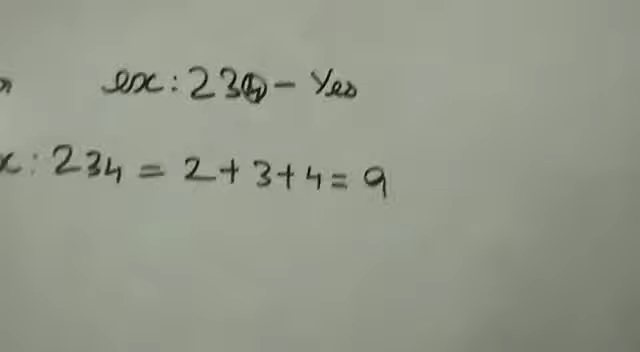 ex: 234 - Yes
x: 234 = 2+3+4 = 9